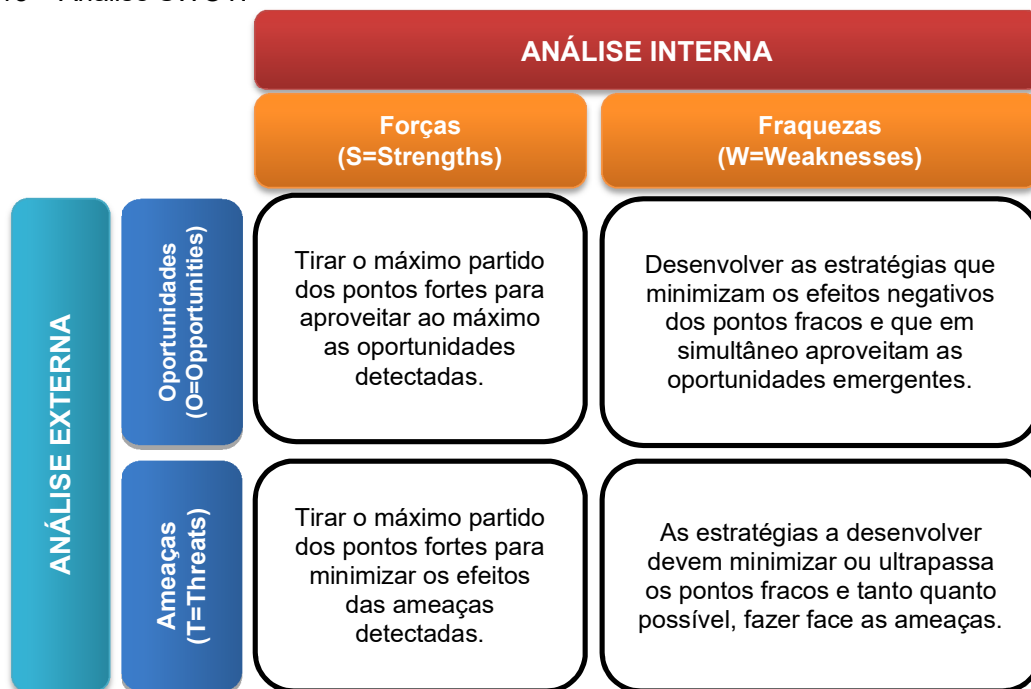 ANÁLISE INTERNA
Forças
(S=Strengths)
Fraquezas
(W=Weaknesses)
ANÁLISE EXTERNA
Oportunidades
(O=Opportunities)
Tirar o máximo partido
dos pontos fortes para
aproveitar ao máximo
as oportunidades
detectadas.
Desenvolver as estratégias que
minimizam os efeitos negativos
dos pontos fracos e que em
simultâneo aproveitam as
oportunidades emergentes.
Ameaças
(T=Threats)
Tirar o máximo partido
dos pontos fortes para
minimizar os efeitos
das ameaças
detectadas.
As estratégias a desenvolver
devem minimizar ou ultrapassa
os pontos fracos e tanto quanto
possível, fazer face as ameaças.